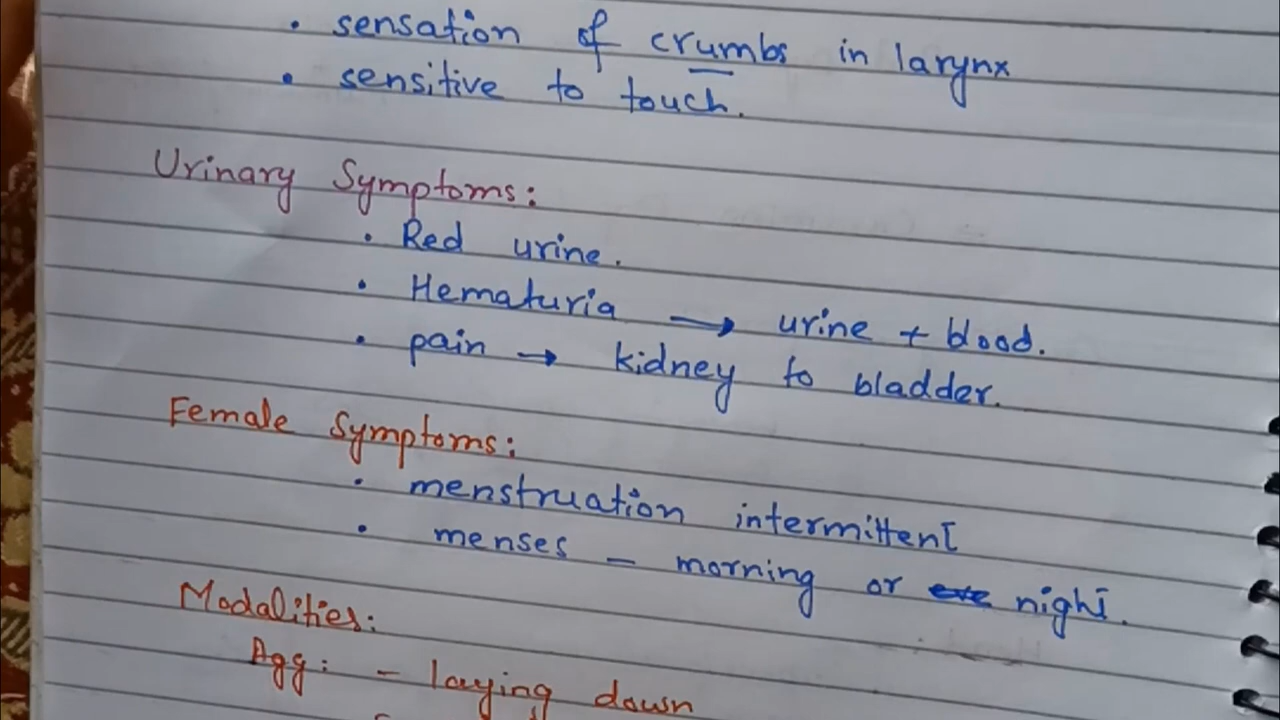 • sensation of crumbs in larynx
• sensitive to touch.
Urinary Symptoms:
• Red urine.
• Hematuria → urine + blood.
• pain → kidney to bladder.
Female Symptoms:
• menstruation intermittent
• menses – morning or night.
Modalities:
Agg: – laying down